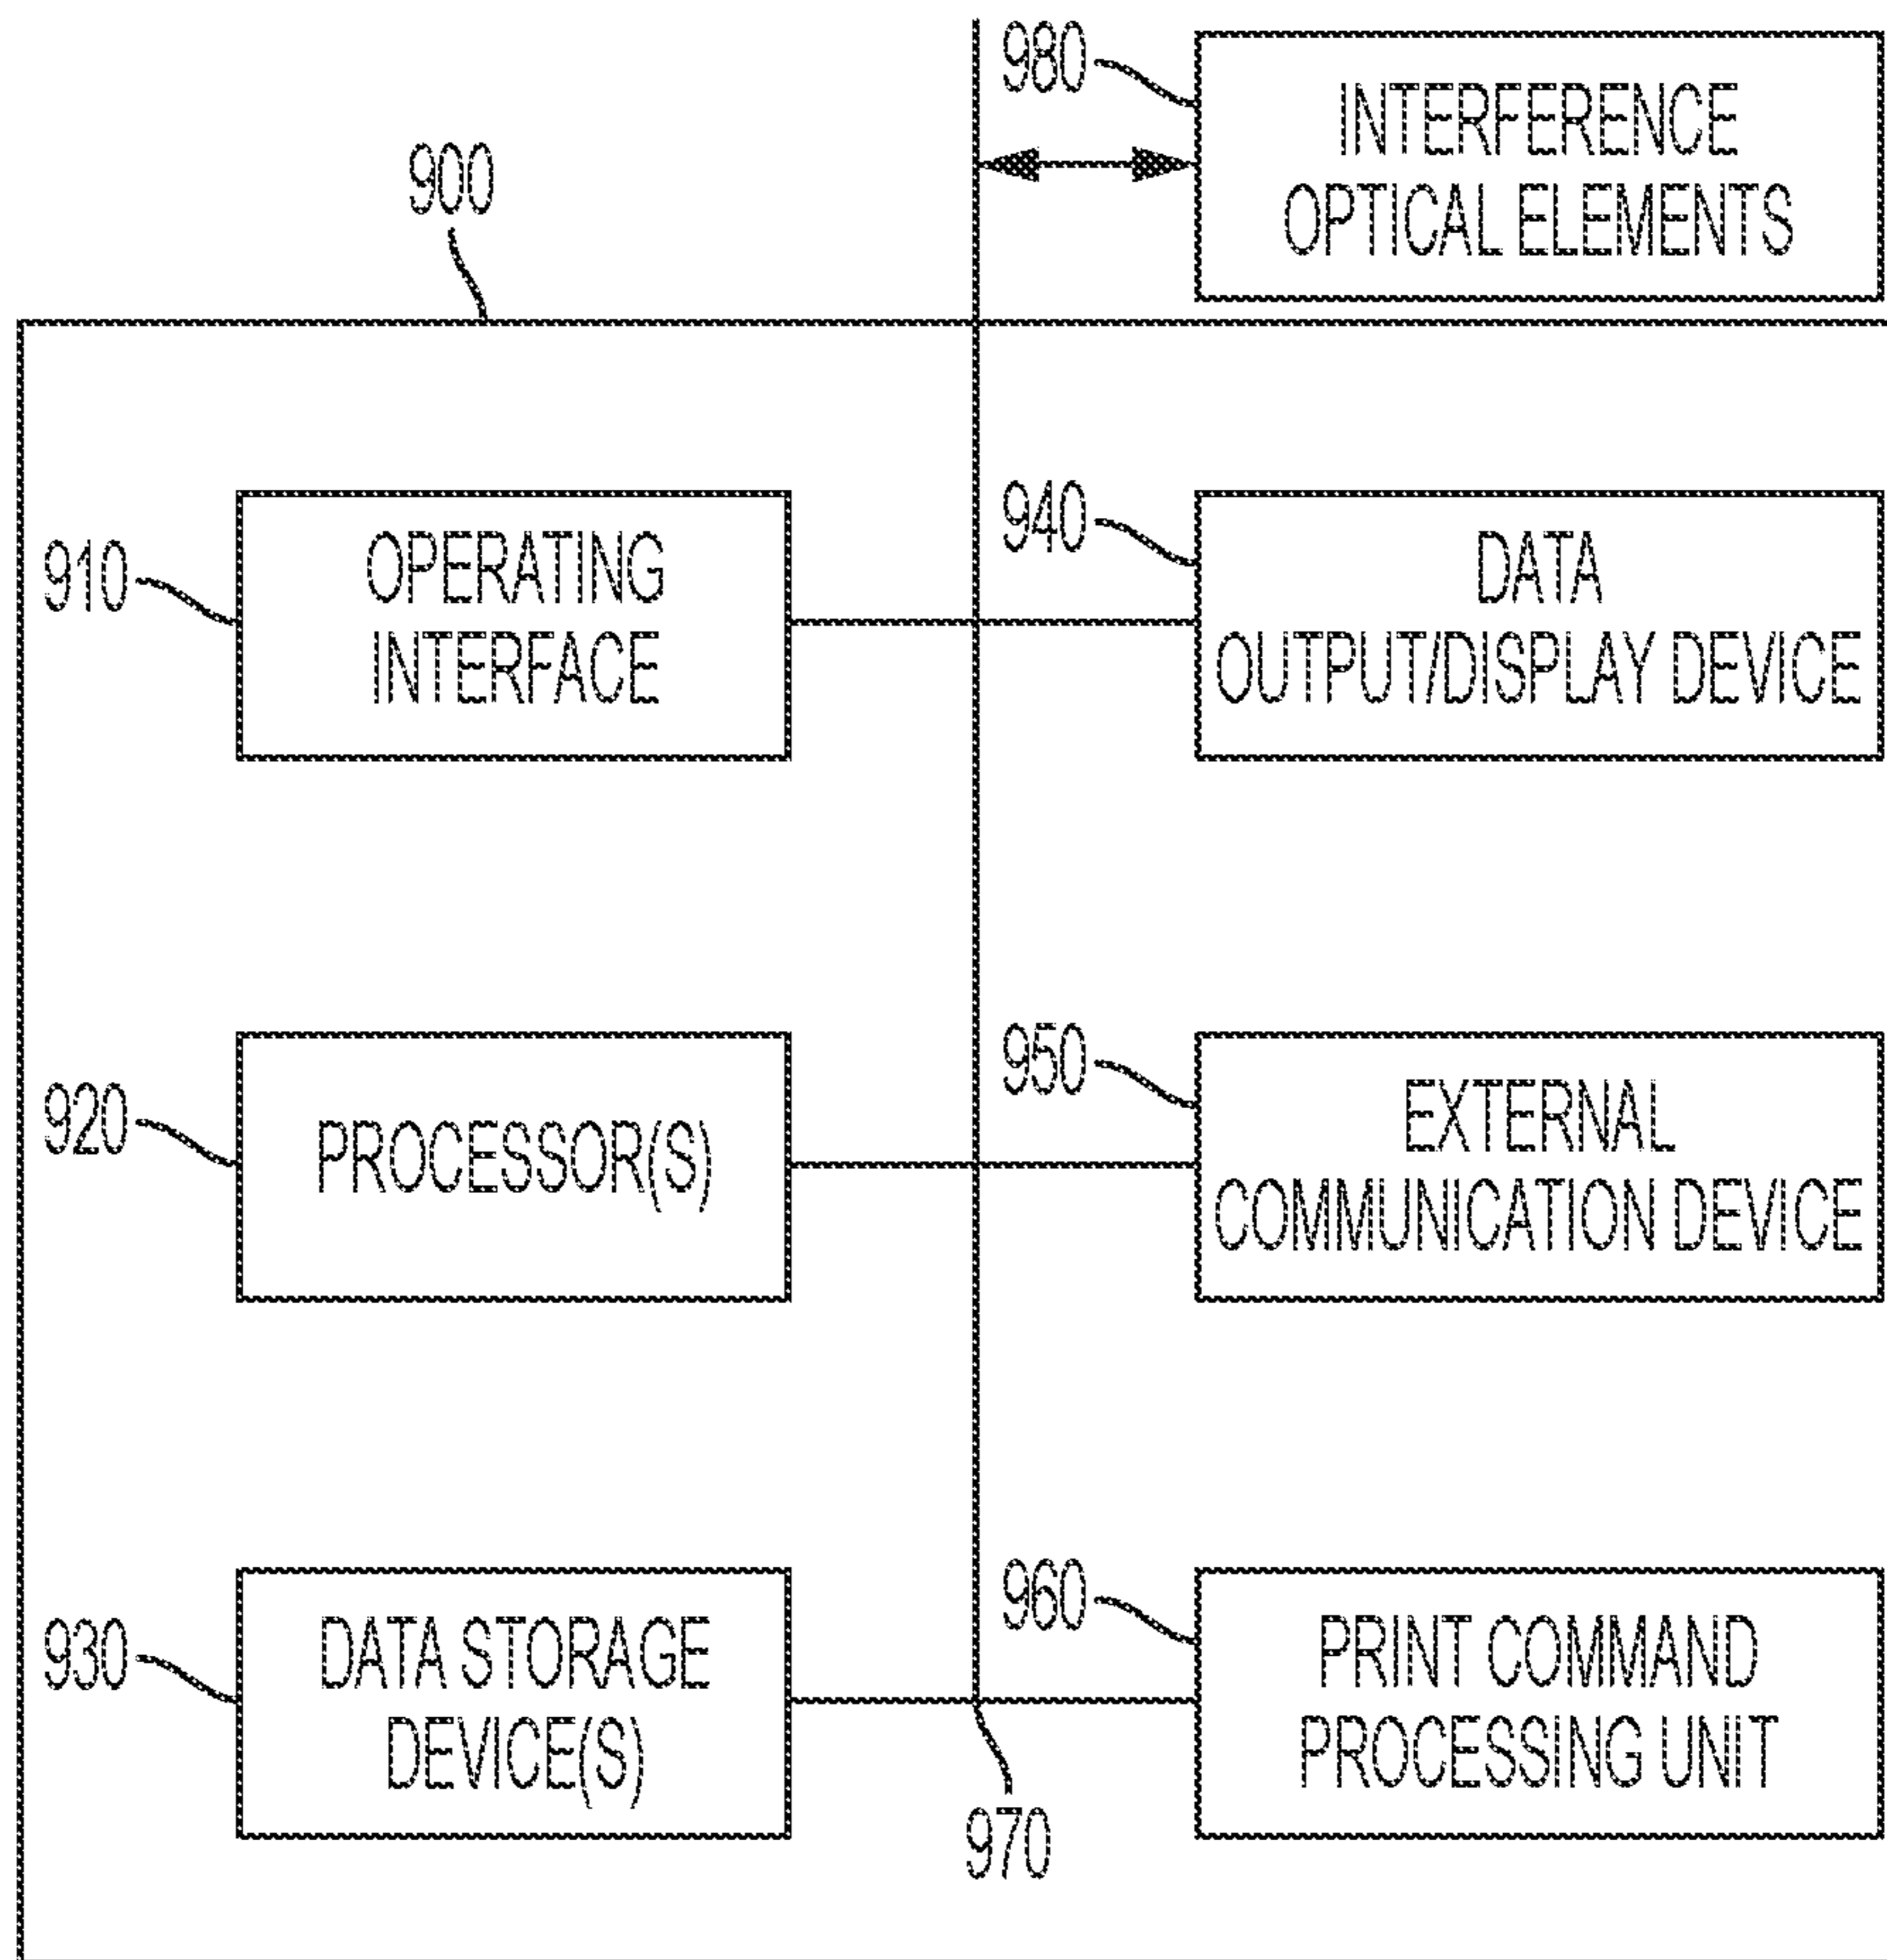 980
INTERFERENCE
OPTICAL ELEMENTS
900
910
OPERATING
INTERFACE
940
DATA
OUTPUT/DISPLAY DEVICE
920
PROCESSOR(S)
950
EXTERNAL
COMMUNICATION DEVICE
930
DATA STORAGE
DEVICE(S)
960
PRINT COMMAND
PROCESSING UNIT
970